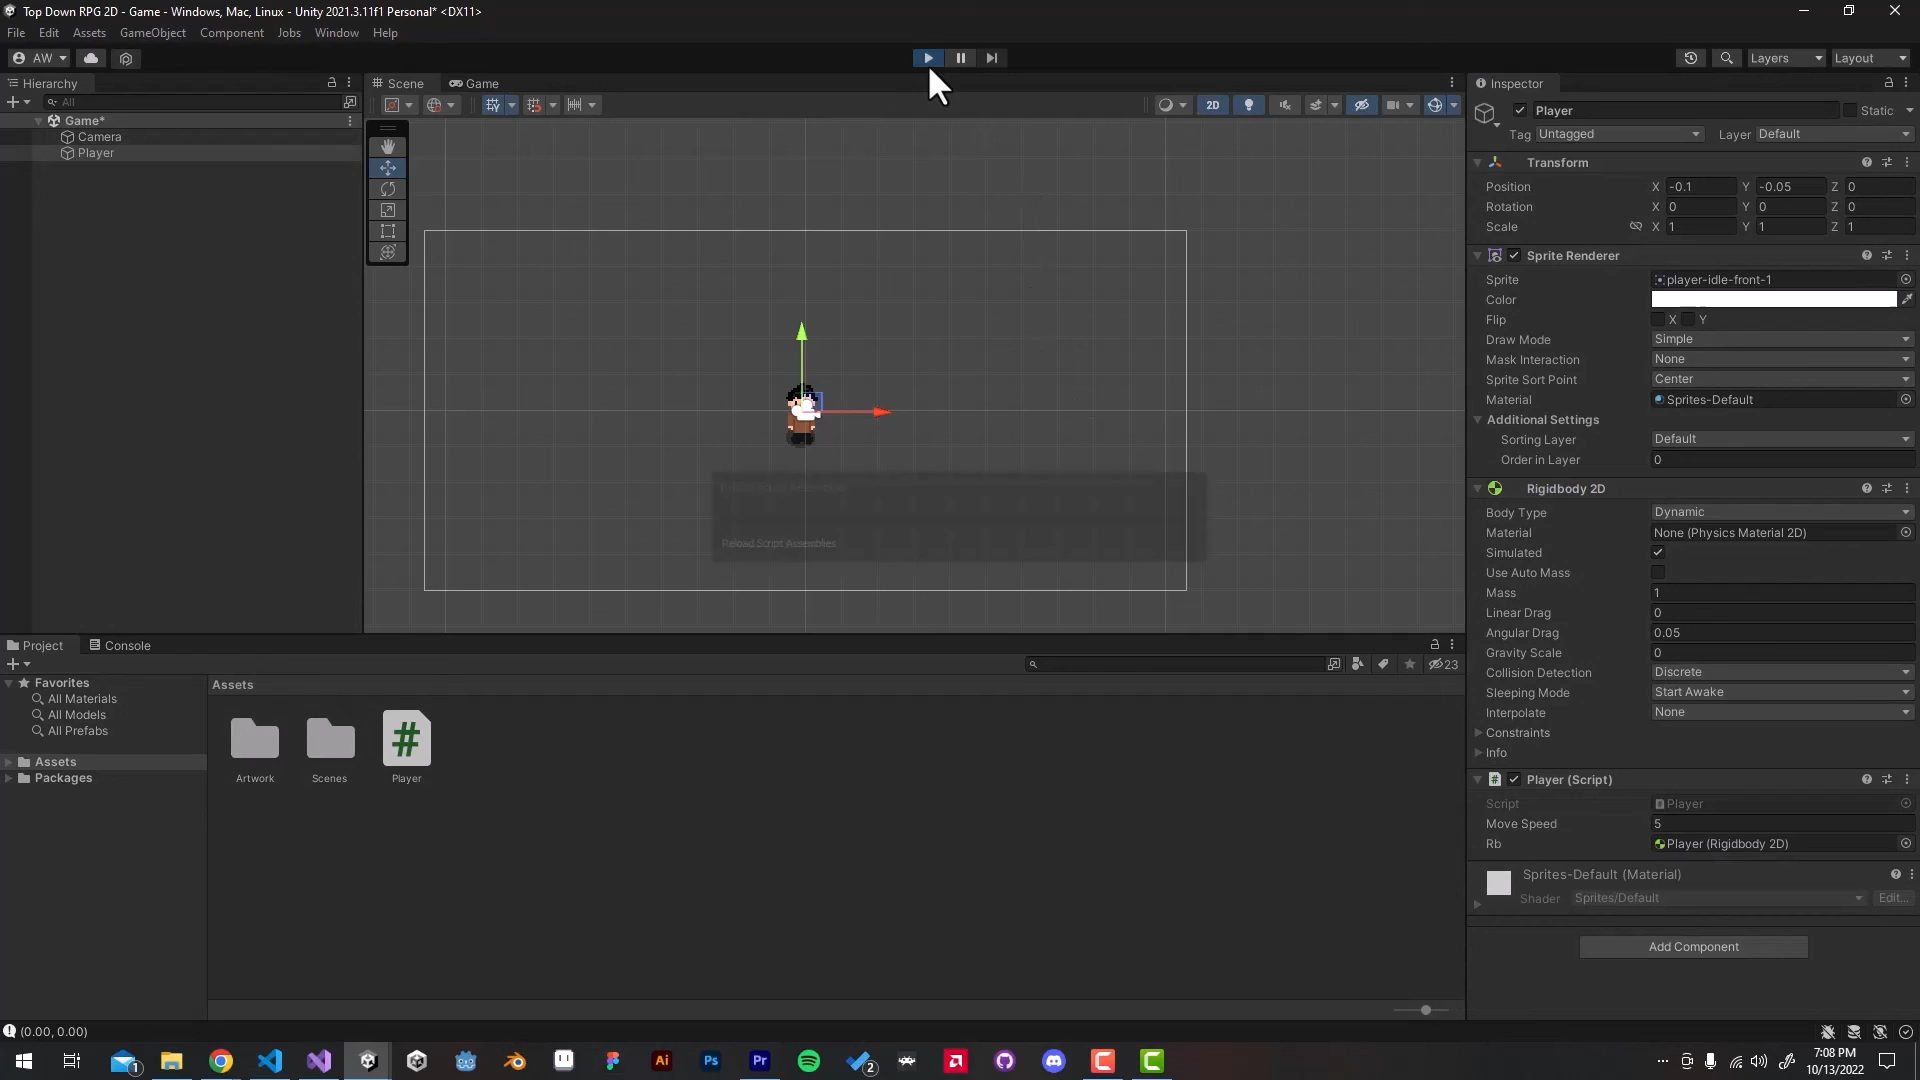 Top Down RPG 2D - Game - Windows, Mac, Linux - Unity 2021.3.11f1 Personal* <DX11>
File Edit Assets GameObject Component Jobs Window Help
AW
Layers Layout
Hierarchy
All
Game*
Camera
Player
Scene Game
2D
Inspector
Player Static
Tag Untagged Layer Default
Transform
Position X -0.1 Y -0.05 Z 0
Rotation X 0 Y 0 Z 0
Scale X 1 Y 1 Z 1
Sprite Renderer
Sprite player-idle-front-1
Color
Flip X Y
Draw Mode Simple
Mask Interaction None
Sprite Sort Point Center
Material Sprites-Default
Additional Settings
Sorting Layer Default
Order in Layer 0
Rigidbody 2D
Body Type Dynamic
Material None (Physics Material 2D)
Simulated
Use Auto Mass
Mass 1
Linear Drag 0
Angular Drag 0.05
Gravity Scale 0
Collision Detection Discrete
Sleeping Mode Start Awake
Interpolate None
Constraints
Info
Player (Script)
Script Player
Move Speed 5
Rb Player (Rigidbody 2D)
Sprites-Default (Material)
Shader Sprites/Default Edit...
Add Component
Reload Script Assemblies
Project Console
23
Favorites
All Materials
All Models
All Prefabs
Assets
Packages
Assets
Artwork Scenes Player
(0.00, 0.00)
1
Ai Ps Pr
2
7:08 PM
10/13/2022